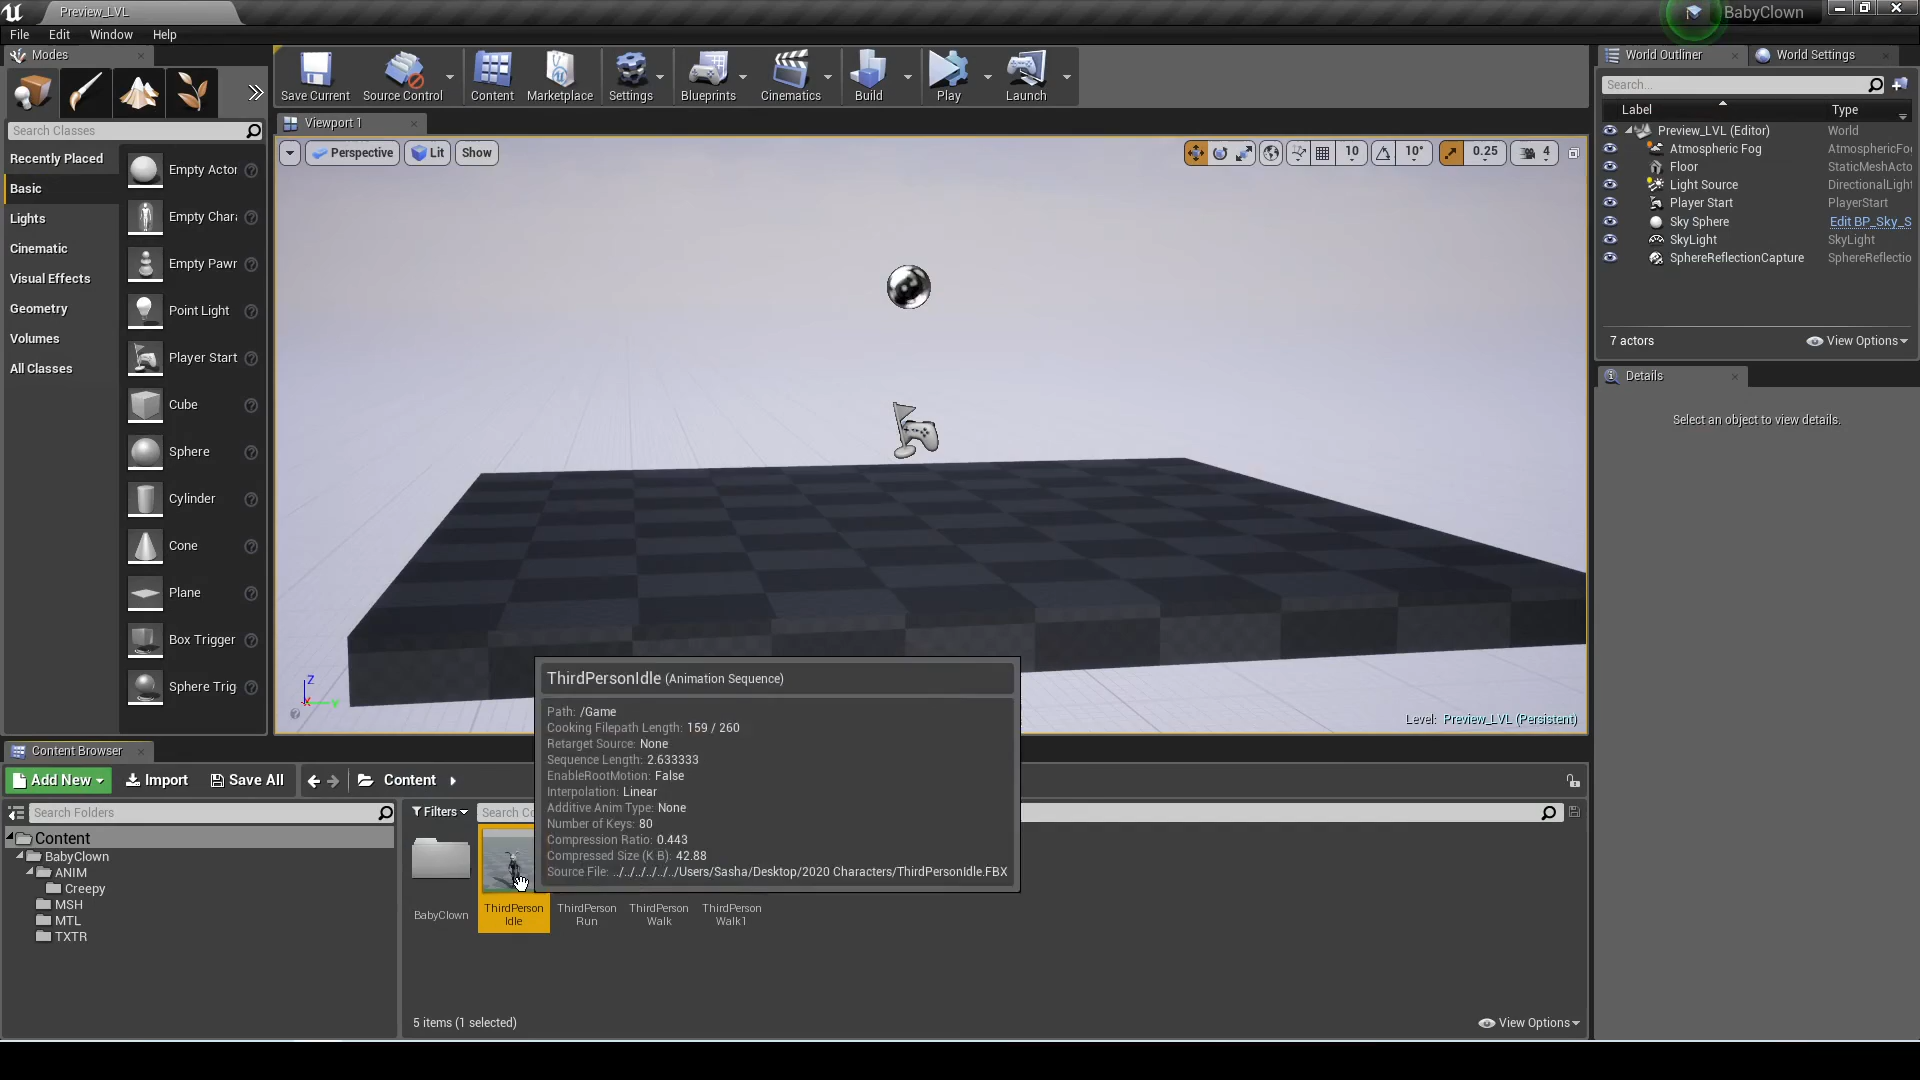 Preview_LVL
BabyClown
File Edit Window Help
Modes
Save Current Source Control Content Marketplace Settings Blueprints Cinematics Build Play Launch
World Outliner World Settings
Search...
Label Type
Search Classes
Viewport 1
Perspective Lit Show
10 10° 0.25 4
Recently Placed
Basic
Lights
Cinematic
Visual Effects
Geometry
Volumes
All Classes
Empty Actor
Empty Chara
Empty Pawn
Point Light
Player Start
Cube
Sphere
Cylinder
Cone
Plane
Box Trigger
Sphere Trig
Preview_LVL (Editor) World
Atmospheric Fog AtmosphericFo
Floor StaticMeshActo
Light Source DirectionalLight
Player Start PlayerStart
Sky Sphere Edit BP_Sky_S
SkyLight SkyLight
SphereReflectionCapture SphereReflectio
7 actors View Options
Details
Select an object to view details.
Z
Y
X
ThirdPersonIdle (Animation Sequence)
Path: /Game
Cooking Filepath Length: 159 / 260
Retarget Source: None
Sequence Length: 2.633333
EnableRootMotion: False
Interpolation: Linear
Additive Anim Type: None
Number of Keys: 80
Compression Ratio: 0.443
Compressed Size (K B): 42.88
Source File: ../../../../../../Users/Sasha/Desktop/2020 Characters/ThirdPersonIdle.FBX
Level: Preview_LVL (Persistent)
Content Browser
Add New Import Save All Content
Search Folders
Filters Search Co
Content
BabyClown
ANIM
Creepy
MSH
MTL
TXTR
BabyClown
ThirdPerson Idle
ThirdPerson Run
ThirdPerson Walk
ThirdPerson Walk1
5 items (1 selected) View Options